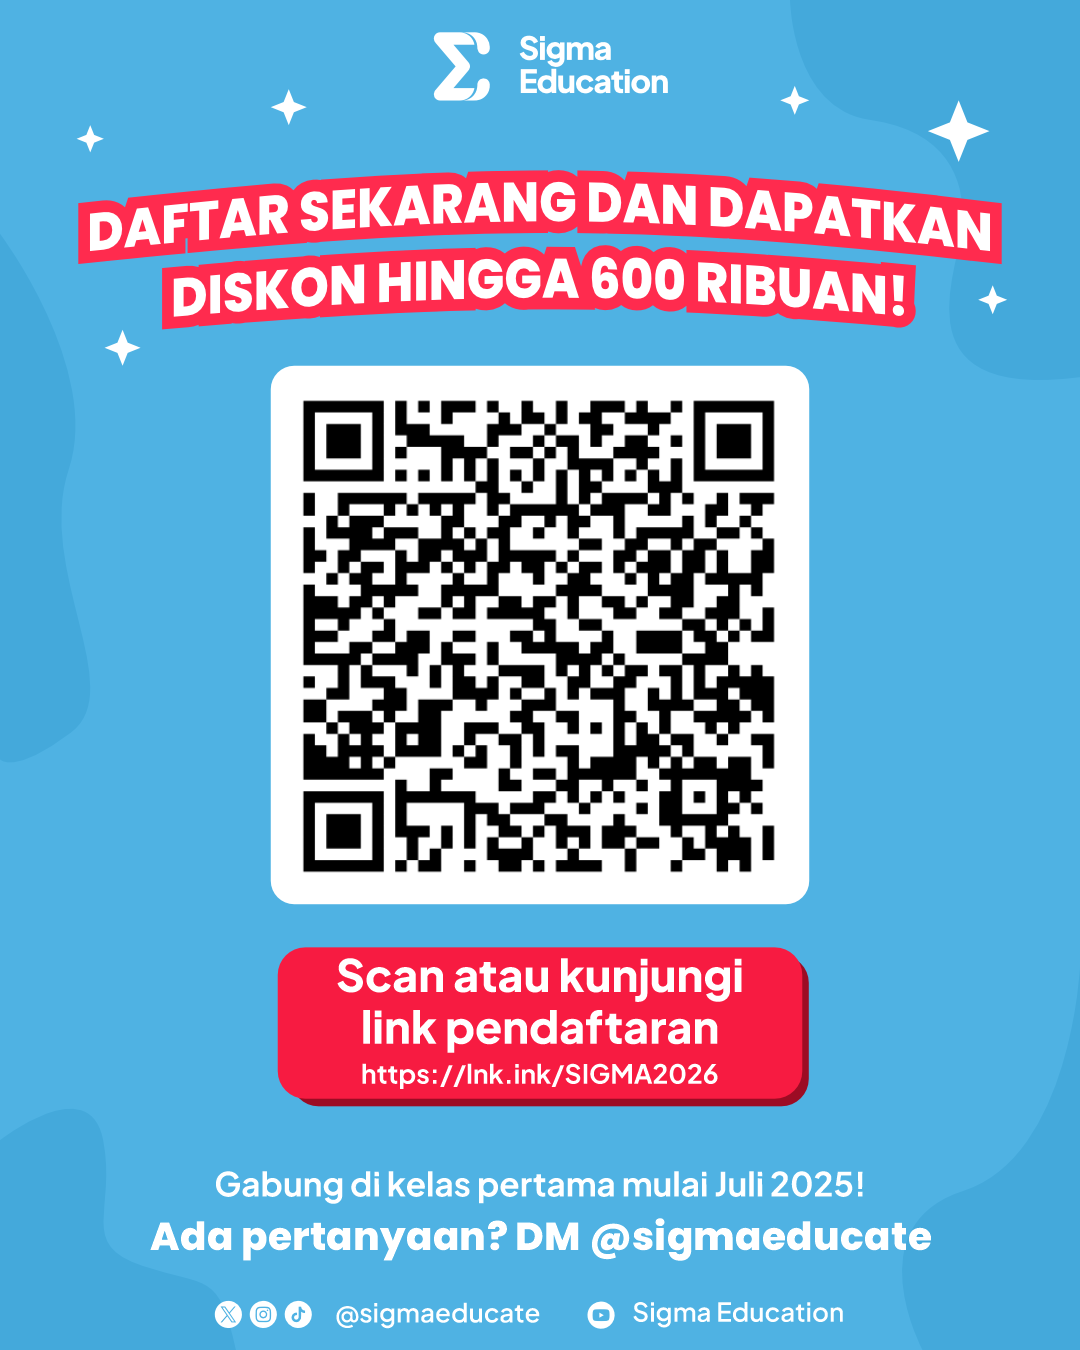 Sigma
Education
DAFTAR SEKARANG DAN DAPATKAN
DISKON HINGGA 600 RIBUAN!
Scan atau kunjungi
link pendaftaran
https://lnk.ink/SIGMA2026
Gabung di kelas pertama mulai Juli 2025!
Ada pertanyaan? DM @sigmaeducate
@sigmaeducate Sigma Education